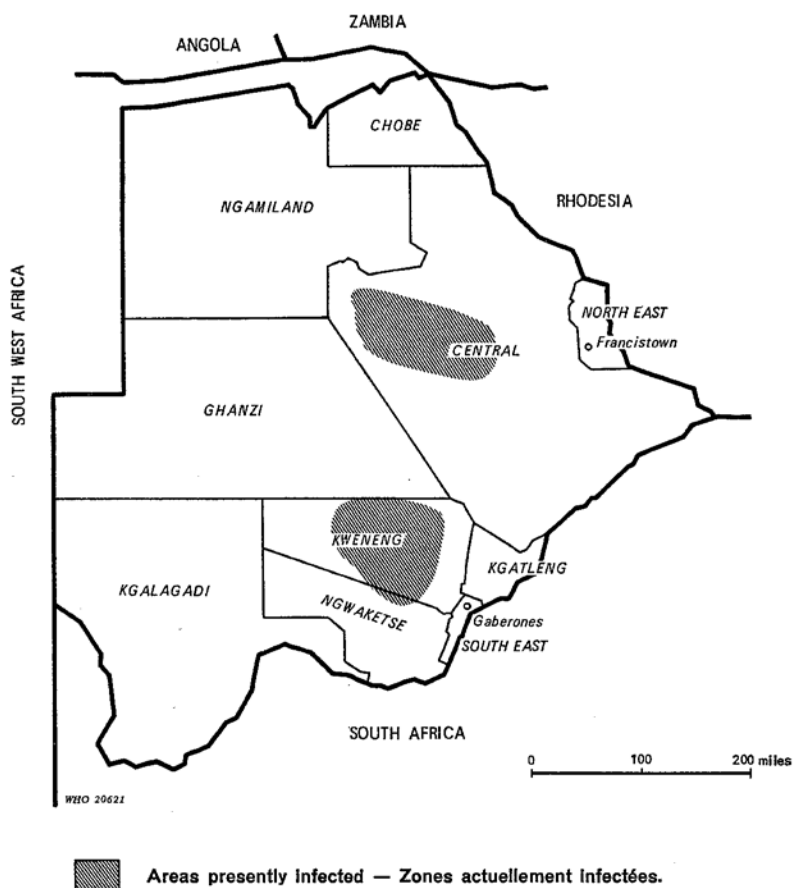 ZAMBIA
ANGOLA
CHOBE
RHODESIA
NGAMILAND
SOUTH WEST AFRICA
NORTH EAST
Francistown
CENTRAL
GHANZI
KWENENG
KGATLENG
KGALAGADI
NGWAKETSE
Gaberones
SOUTH EAST
SOUTH AFRICA
0 100 200 miles
WHO 20621
Areas presently infected — Zones actuellement infectées.